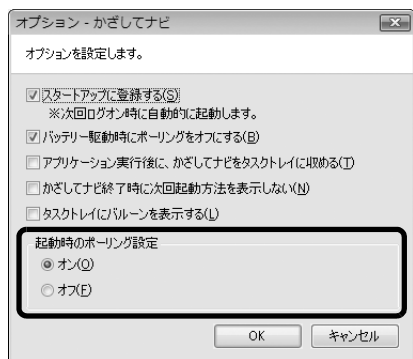 オプション - かざしてナビ
オプションを設定します。
スタートアップに登録する(S)
※次回ログオン時に自動的に起動します。
バッテリー駆動時にポーリングをオフにする(B)
アプリケーション実行後に、かざしてナビをタスクトレイに収める(T)
かざしてナビ終了時に次回起動方法を表示しない(N)
タスクトレイにバルーンを表示する(L)
起動時のポーリング設定
オン(O)
オフ(F)
OK キャンセル